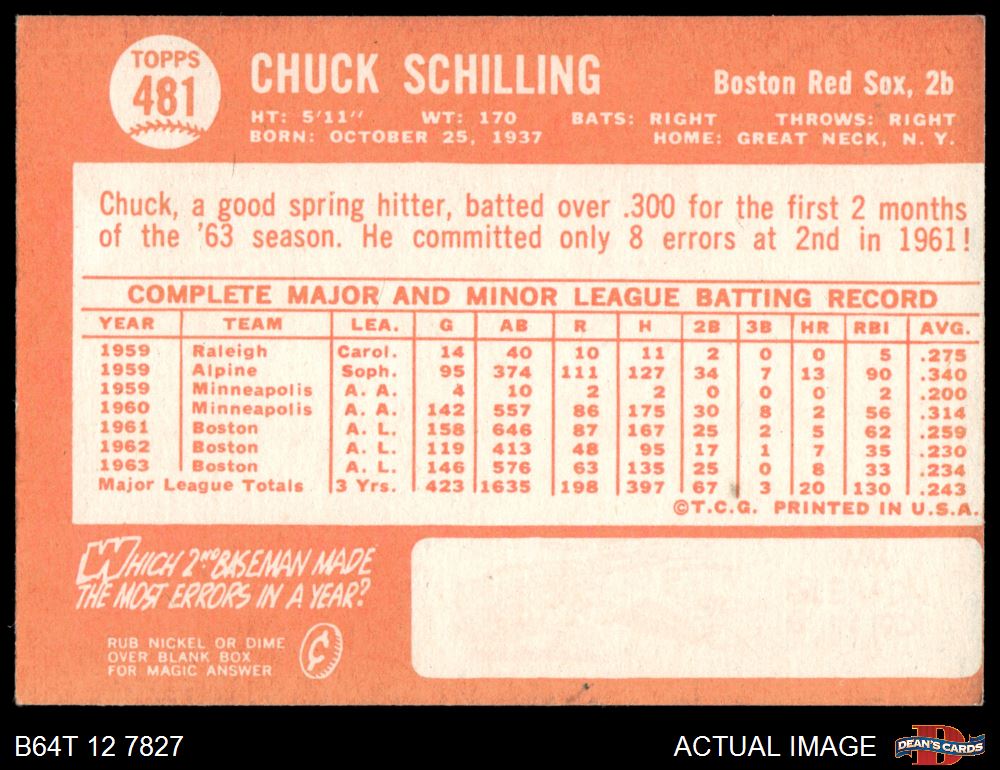 TOPPS
481
CHUCK SCHILLING
Boston Red Sox, 2b
HT: 5'11" WT: 170 BATS: RIGHT THROWS: RIGHT
BORN: OCTOBER 25, 1937 HOME: GREAT NECK, N. Y.
Chuck, a good spring hitter, batted over .300 for the first 2 months
of the '63 season. He committed only 8 errors at 2nd in 1961!
COMPLETE MAJOR AND MINOR LEAGUE BATTING RECORD
YEAR TEAM LEA. G AB R H 2B 3B HR RBI AVG.
1959 Raleigh Carol. 14 40 10 11 2 0 0 5 .275
1959 Alpine Soph. 95 374 111 127 34 7 13 90 .340
1959 Minneapolis A. A. 4 10 2 2 0 0 0 2 .200
1960 Minneapolis A. A. 142 557 86 175 30 8 2 56 .314
1961 Boston A. L. 158 646 87 167 25 2 5 62 .259
1962 Boston A. L. 119 413 48 95 17 1 7 35 .230
1963 Boston A. L. 146 576 63 135 25 0 8 33 .234
Major League Totals 3 Yrs. 423 1635 198 397 67 3 20 130 .243
©T.C.G. PRINTED IN U.S.A.
WHICH 2ND BASEMAN MADE
THE MOST ERRORS IN A YEAR?
RUB NICKEL OR DIME
OVER BLANK BOX
FOR MAGIC ANSWER
¢
B64T 12 7827
ACTUAL IMAGE
D
DEAN'S CARDS